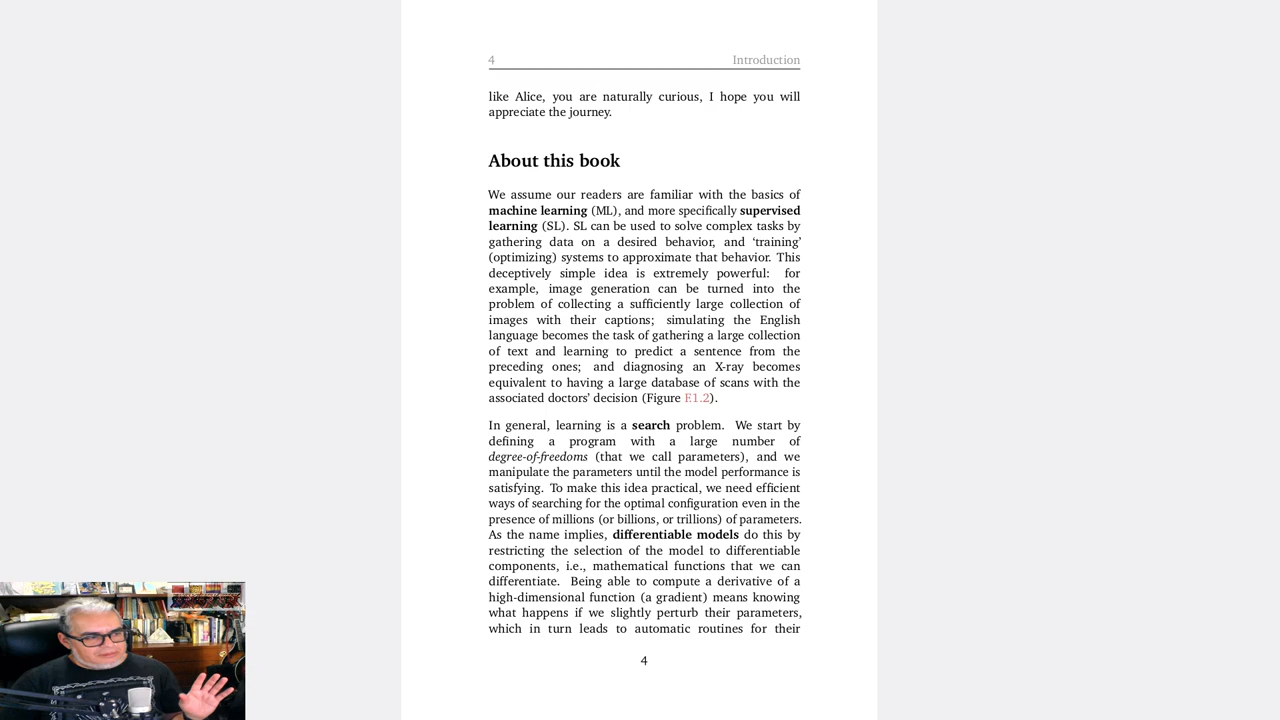 4 Introduction
like Alice, you are naturally curious, I hope you will
appreciate the journey.
About this book
We assume our readers are familiar with the basics of
machine learning (ML), and more specifically supervised
learning (SL). SL can be used to solve complex tasks by
gathering data on a desired behavior, and ‘training’
(optimizing) systems to approximate that behavior. This
deceptively simple idea is extremely powerful: for
example, image generation can be turned into the
problem of collecting a sufficiently large collection of
images with their captions; simulating the English
language becomes the task of gathering a large collection
of text and learning to predict a sentence from the
preceding ones; and diagnosing an X-ray becomes
equivalent to having a large database of scans with the
associated doctors’ decision (Figure F.1.2).
In general, learning is a search problem. We start by
defining a program with a large number of
degree-of-freedoms (that we call parameters), and we
manipulate the parameters until the model performance is
satisfying. To make this idea practical, we need efficient
ways of searching for the optimal configuration even in the
presence of millions (or billions, or trillions) of parameters.
As the name implies, differentiable models do this by
restricting the selection of the model to differentiable
components, i.e., mathematical functions that we can
differentiate. Being able to compute a derivative of a
high-dimensional function (a gradient) means knowing
what happens if we slightly perturb their parameters,
which in turn leads to automatic routines for their
4